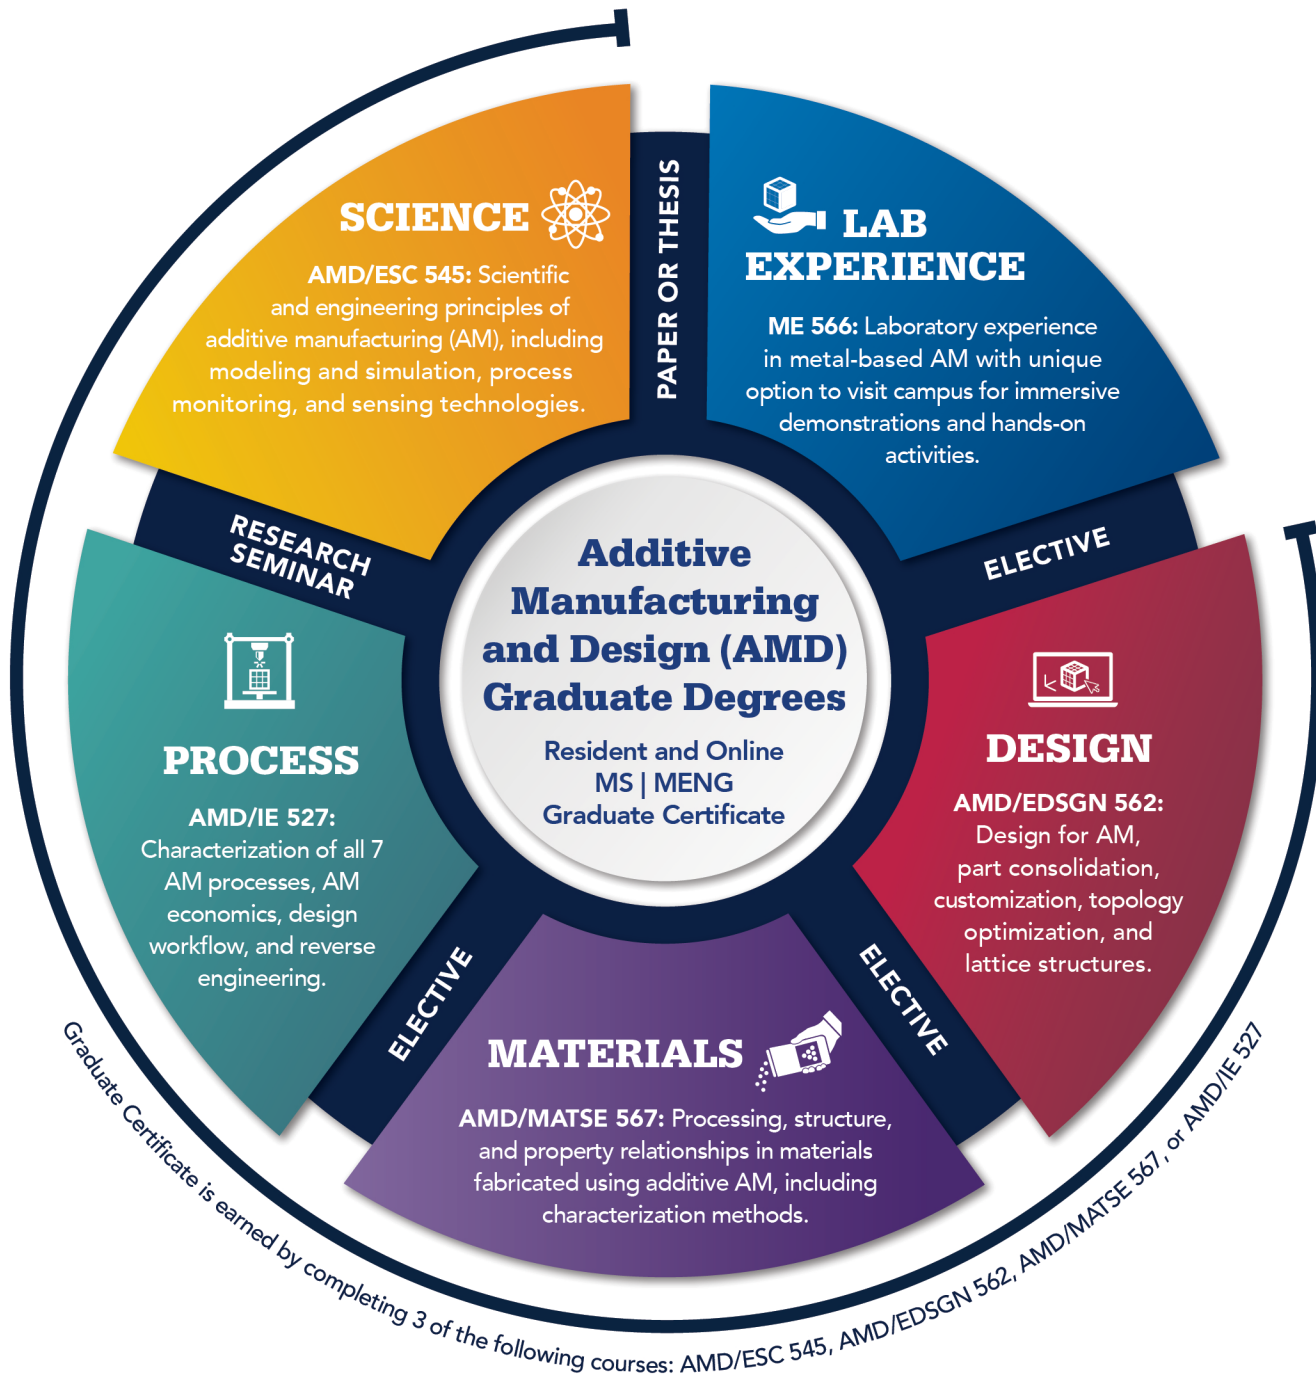 SCIENCE
AMD/ESC 545: Scientific
and engineering principles of
additive manufacturing (AM), including
modeling and simulation, process
monitoring, and sensing technologies.
PAPER OR THESIS
LAB
EXPERIENCE
ME 566: Laboratory experience
in metal-based AM with unique
option to visit campus for immersive
demonstrations and hands-on
activities.
RESEARCH
SEMINAR
ELECTIVE
Additive
Manufacturing
and Design (AMD)
Graduate Degrees
Resident and Online
MS | MENG
Graduate Certificate
PROCESS
AMD/IE 527:
Characterization of all 7
AM processes, AM
economics, design
workflow, and reverse
engineering.
DESIGN
AMD/EDSGN 562:
Design for AM,
part consolidation,
customization, topology
optimization, and
lattice structures.
ELECTIVE
ELECTIVE
MATERIALS
AMD/MATSE 567: Processing, structure,
and property relationships in materials
fabricated using additive AM, including
characterization methods.
Graduate Certificate is earned by completing 3 of the following courses: AMD/ESC 545, AMD/EDSGN 562, AMD/MATSE 567, or AMD/IE 527